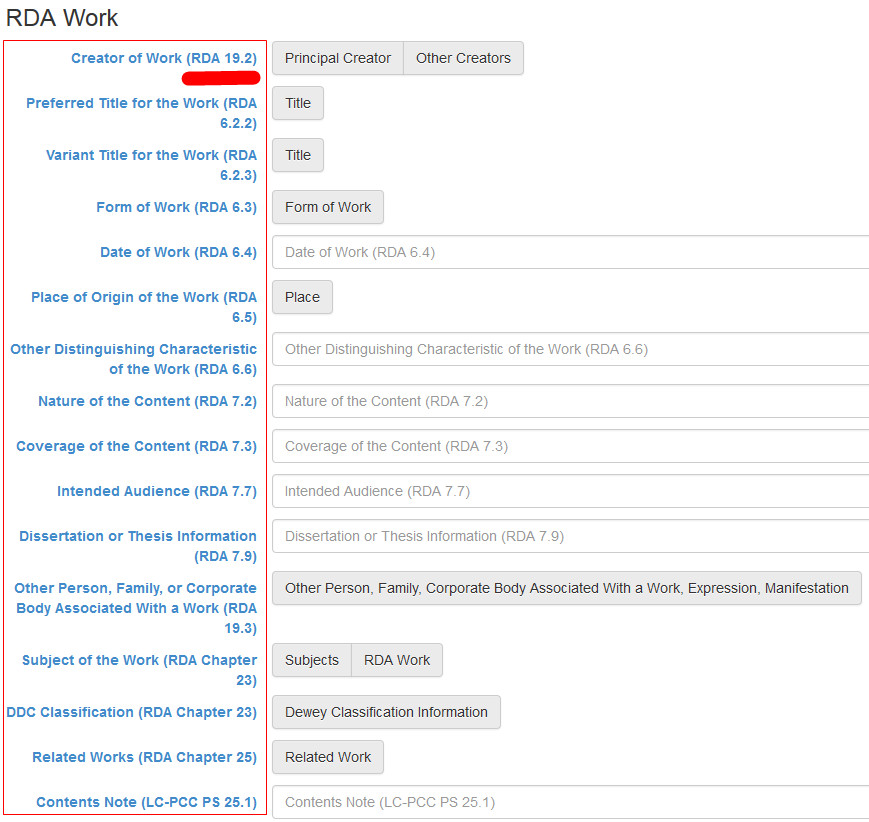 RDA Work
Creator of Work (RDA 19.2) Principal Creator Other Creators
Preferred Title for the Work (RDA Title
6.2.2)
Variant Title for the Work (RDA Title
6.2.3)
Form of Work (RDA 6.3) Form of Work
Date of Work (RDA 6.4) Date of Work (RDA 6.4)
Place of Origin of the Work (RDA Place
6.5)
Other Distinguishing Characteristic Other Distinguishing Characteristic of the Work (RDA 6.6)
of the Work (RDA 6.6)
Nature of the Content (RDA 7.2) Nature of the Content (RDA 7.2)
Coverage of the Content (RDA 7.3) Coverage of the Content (RDA 7.3)
Intended Audience (RDA 7.7) Intended Audience (RDA 7.7)
Dissertation or Thesis Information Dissertation or Thesis Information (RDA 7.9)
(RDA 7.9)
Other Person, Family, or Corporate Other Person, Family, Corporate Body Associated With a Work, Expression, Manifestation
Body Associated With a Work (RDA
19.3)
Subject of the Work (RDA Chapter Subjects RDA Work
23)
DDC Classification (RDA Chapter 23) Dewey Classification Information
Related Works (RDA Chapter 25) Related Work
Contents Note (LC-PCC PS 25.1) Contents Note (LC-PCC PS 25.1)